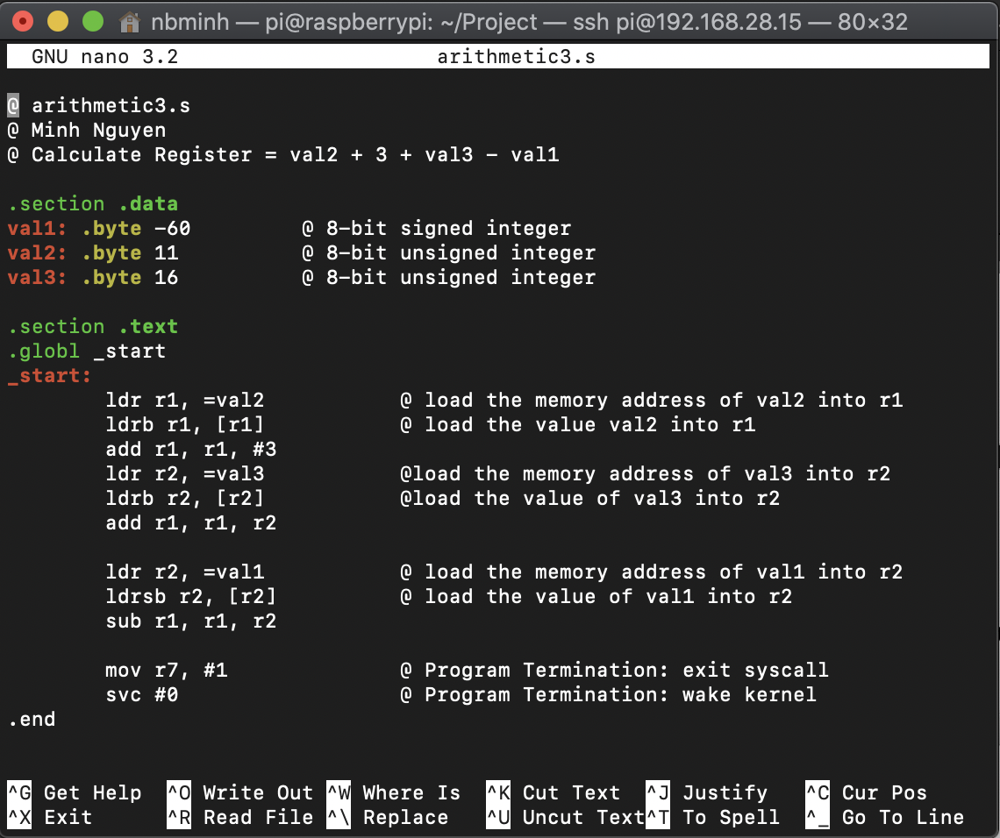 nbminh — pi@raspberrypi: ~/Project — ssh pi@192.168.28.15 — 80×32
GNU nano 3.2 arithmetic3.s
@ arithmetic3.s
@ Minh Nguyen
@ Calculate Register = val2 + 3 + val3 - val1
.section .data
val1: .byte -60 @ 8-bit signed integer
val2: .byte 11 @ 8-bit unsigned integer
val3: .byte 16 @ 8-bit unsigned integer
.section .text
.globl _start
_start:
ldr r1, =val2 @ load the memory address of val2 into r1
ldrb r1, [r1] @ load the value val2 into r1
add r1, r1, #3
ldr r2, =val3 @load the memory address of val3 into r2
ldrb r2, [r2] @load the value of val3 into r2
add r1, r1, r2
ldr r2, =val1 @ load the memory address of val1 into r2
ldrsb r2, [r2] @ load the value of val1 into r2
sub r1, r1, r2
mov r7, #1 @ Program Termination: exit syscall
svc #0 @ Program Termination: wake kernel
.end
^G Get Help ^O Write Out ^W Where Is ^K Cut Text ^J Justify ^C Cur Pos
^X Exit ^R Read File ^\ Replace ^U Uncut Text ^T To Spell ^_ Go To Line